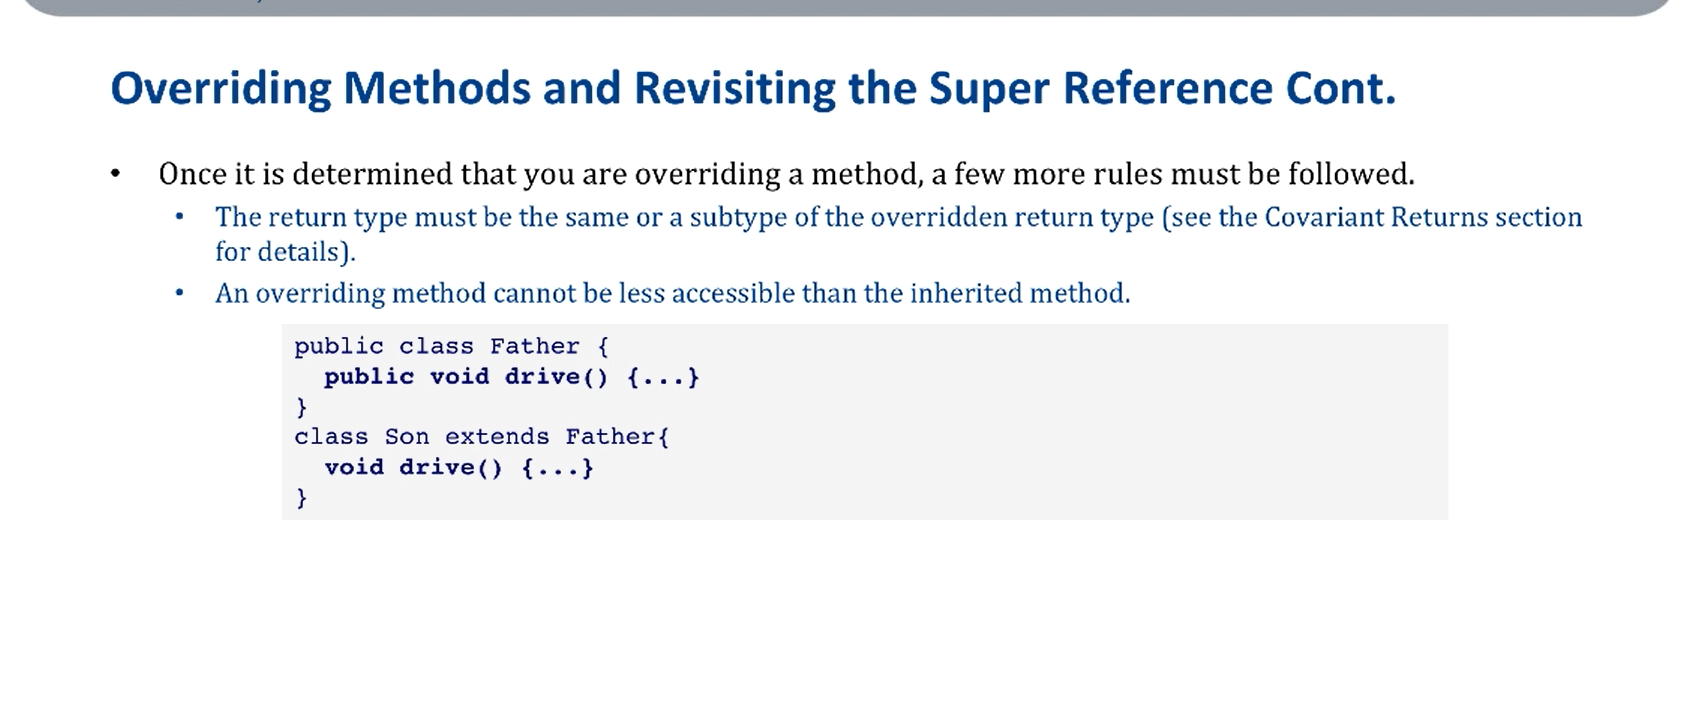 Overriding Methods and Revisiting the Super Reference Cont.
• Once it is determined that you are overriding a method, a few more rules must be followed.
• The return type must be the same or a subtype of the overridden return type (see the Covariant Returns section
for details).
• An overriding method cannot be less accessible than the inherited method.
public class Father {
  public void drive() {...}
}
class Son extends Father{
  void drive() {...}
}